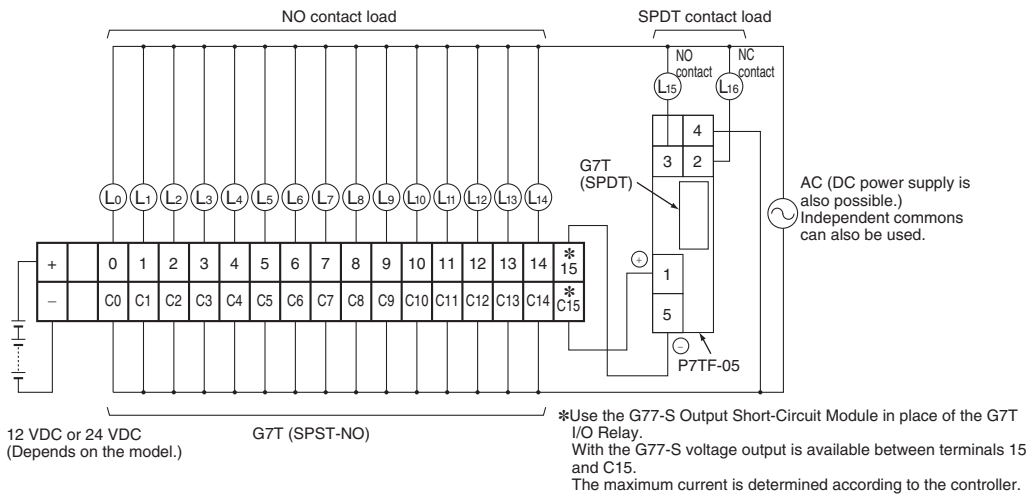 NO contact load
SPDT contact load
NO
contact
NC
contact
L15
L16
4
3 2
G7T
(SPDT)
AC (DC power supply is
also possible.)
Independent commons
can also be used.
L0 L1 L2 L3 L4 L5 L6 L7 L8 L9 L10 L11 L12 L13 L14
+ 0 1 2 3 4 5 6 7 8 9 10 11 12 13 14 ✻15
− C0 C1 C2 C3 C4 C5 C6 C7 C8 C9 C10 C11 C12 C13 C14 ✻C15
+
1
5
−
P7TF-05
12 VDC or 24 VDC
(Depends on the model.)
G7T (SPST-NO)
✻Use the G77-S Output Short-Circuit Module in place of the G7T
I/O Relay.
With the G77-S voltage output is available between terminals 15
and C15.
The maximum current is determined according to the controller.